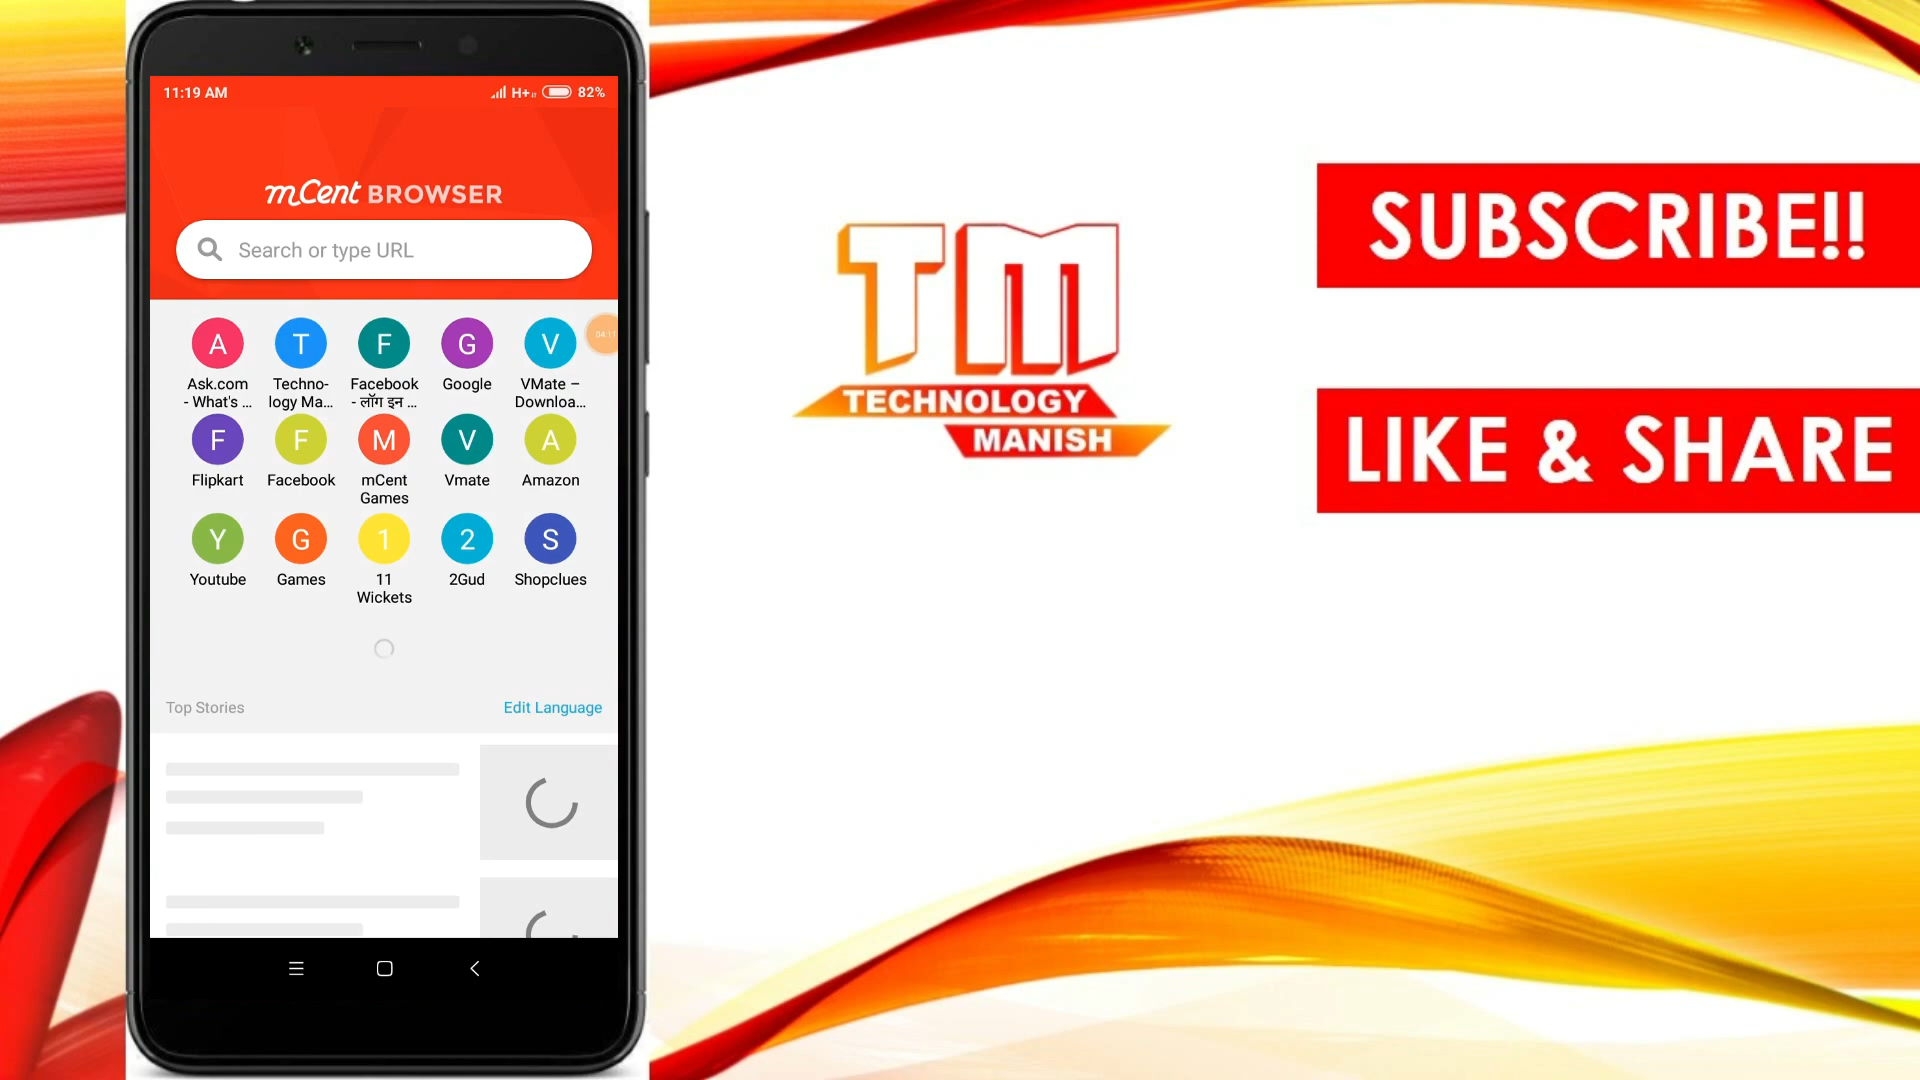 11:19 AM
H+ 82%
mCent BROWSER
Search or type URL
A T F G V
04:11
Ask.com Techno- Facebook Google VMate –
- What's ... logy Ma... - लॉग इन ... Downloa...
F F M V A
Flipkart Facebook mCent Vmate Amazon
Games
Y G 1 2 S
Youtube Games 11 2Gud Shopclues
Wickets
Top Stories Edit Language
TM
TECHNOLOGY
MANISH
SUBSCRIBE!!
LIKE & SHARE